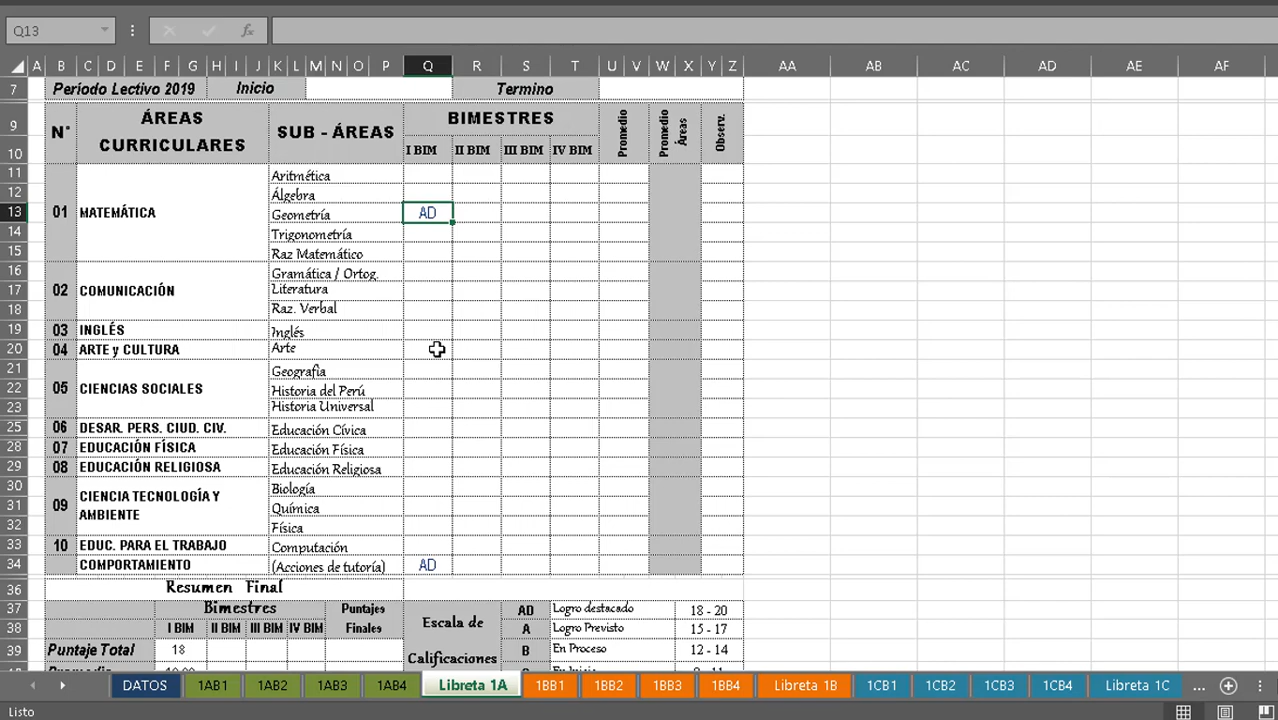 Q13
fx
A B C D E F G H I J K L M N O P Q R S T U V W X Y Z AA AB AC AD AE AF
7 Período Lectivo 2019 Inicio Termino
9 N° ÁREAS CURRICULARES SUB - ÁREAS BIMESTRES Promedio Promedio Áreas Observ.
10 I BIM II BIM III BIM IV BIM
11 Aritmética
12 Álgebra
13 01 MATEMÁTICA Geometría AD
14 Trigonometría
15 Raz Matemático
16 Gramática / Ortog.
17 02 COMUNICACIÓN Literatura
18 Raz. Verbal
19 03 INGLÉS Inglés
20 04 ARTE y CULTURA Arte
21 Geografía
22 05 CIENCIAS SOCIALES Historia del Perú
23 Historia Universal
25 06 DESAR. PERS. CIUD. CIV. Educación Cívica
28 07 EDUCACIÓN FÍSICA Educación Física
29 08 EDUCACIÓN RELIGIOSA Educación Religiosa
30 Biología
31 09 CIENCIA TECNOLOGÍA Y AMBIENTE Química
32 Física
33 10 EDUC. PARA EL TRABAJO Computación
34 COMPORTAMIENTO (Acciones de tutoría) AD
36 Resumen Final
37 Bimestres Puntajes Finales Escala de Calificaciones AD Logro destacado 18 - 20
38 I BIM II BIM III BIM IV BIM A Logro Previsto 15 - 17
39 Puntaje Total 18 B En Proceso 12 - 14
DATOS 1AB1 1AB2 1AB3 1AB4 Libreta 1A 1BB1 1BB2 1BB3 1BB4 Libreta 1B 1CB1 1CB2 1CB3 1CB4 Libreta 1C ...
Listo